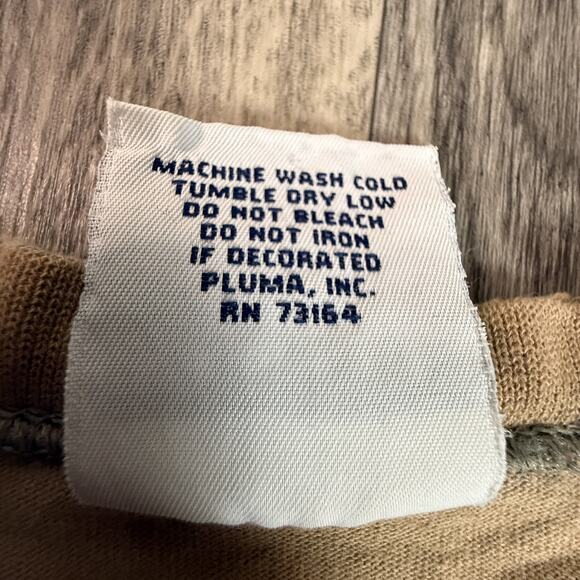 MACHINE WASH COLD
TUMBLE DRY LOW
DO NOT BLEACH
DO NOT IRON
IF DECORATED
PLUMA, INC.
RN 73164